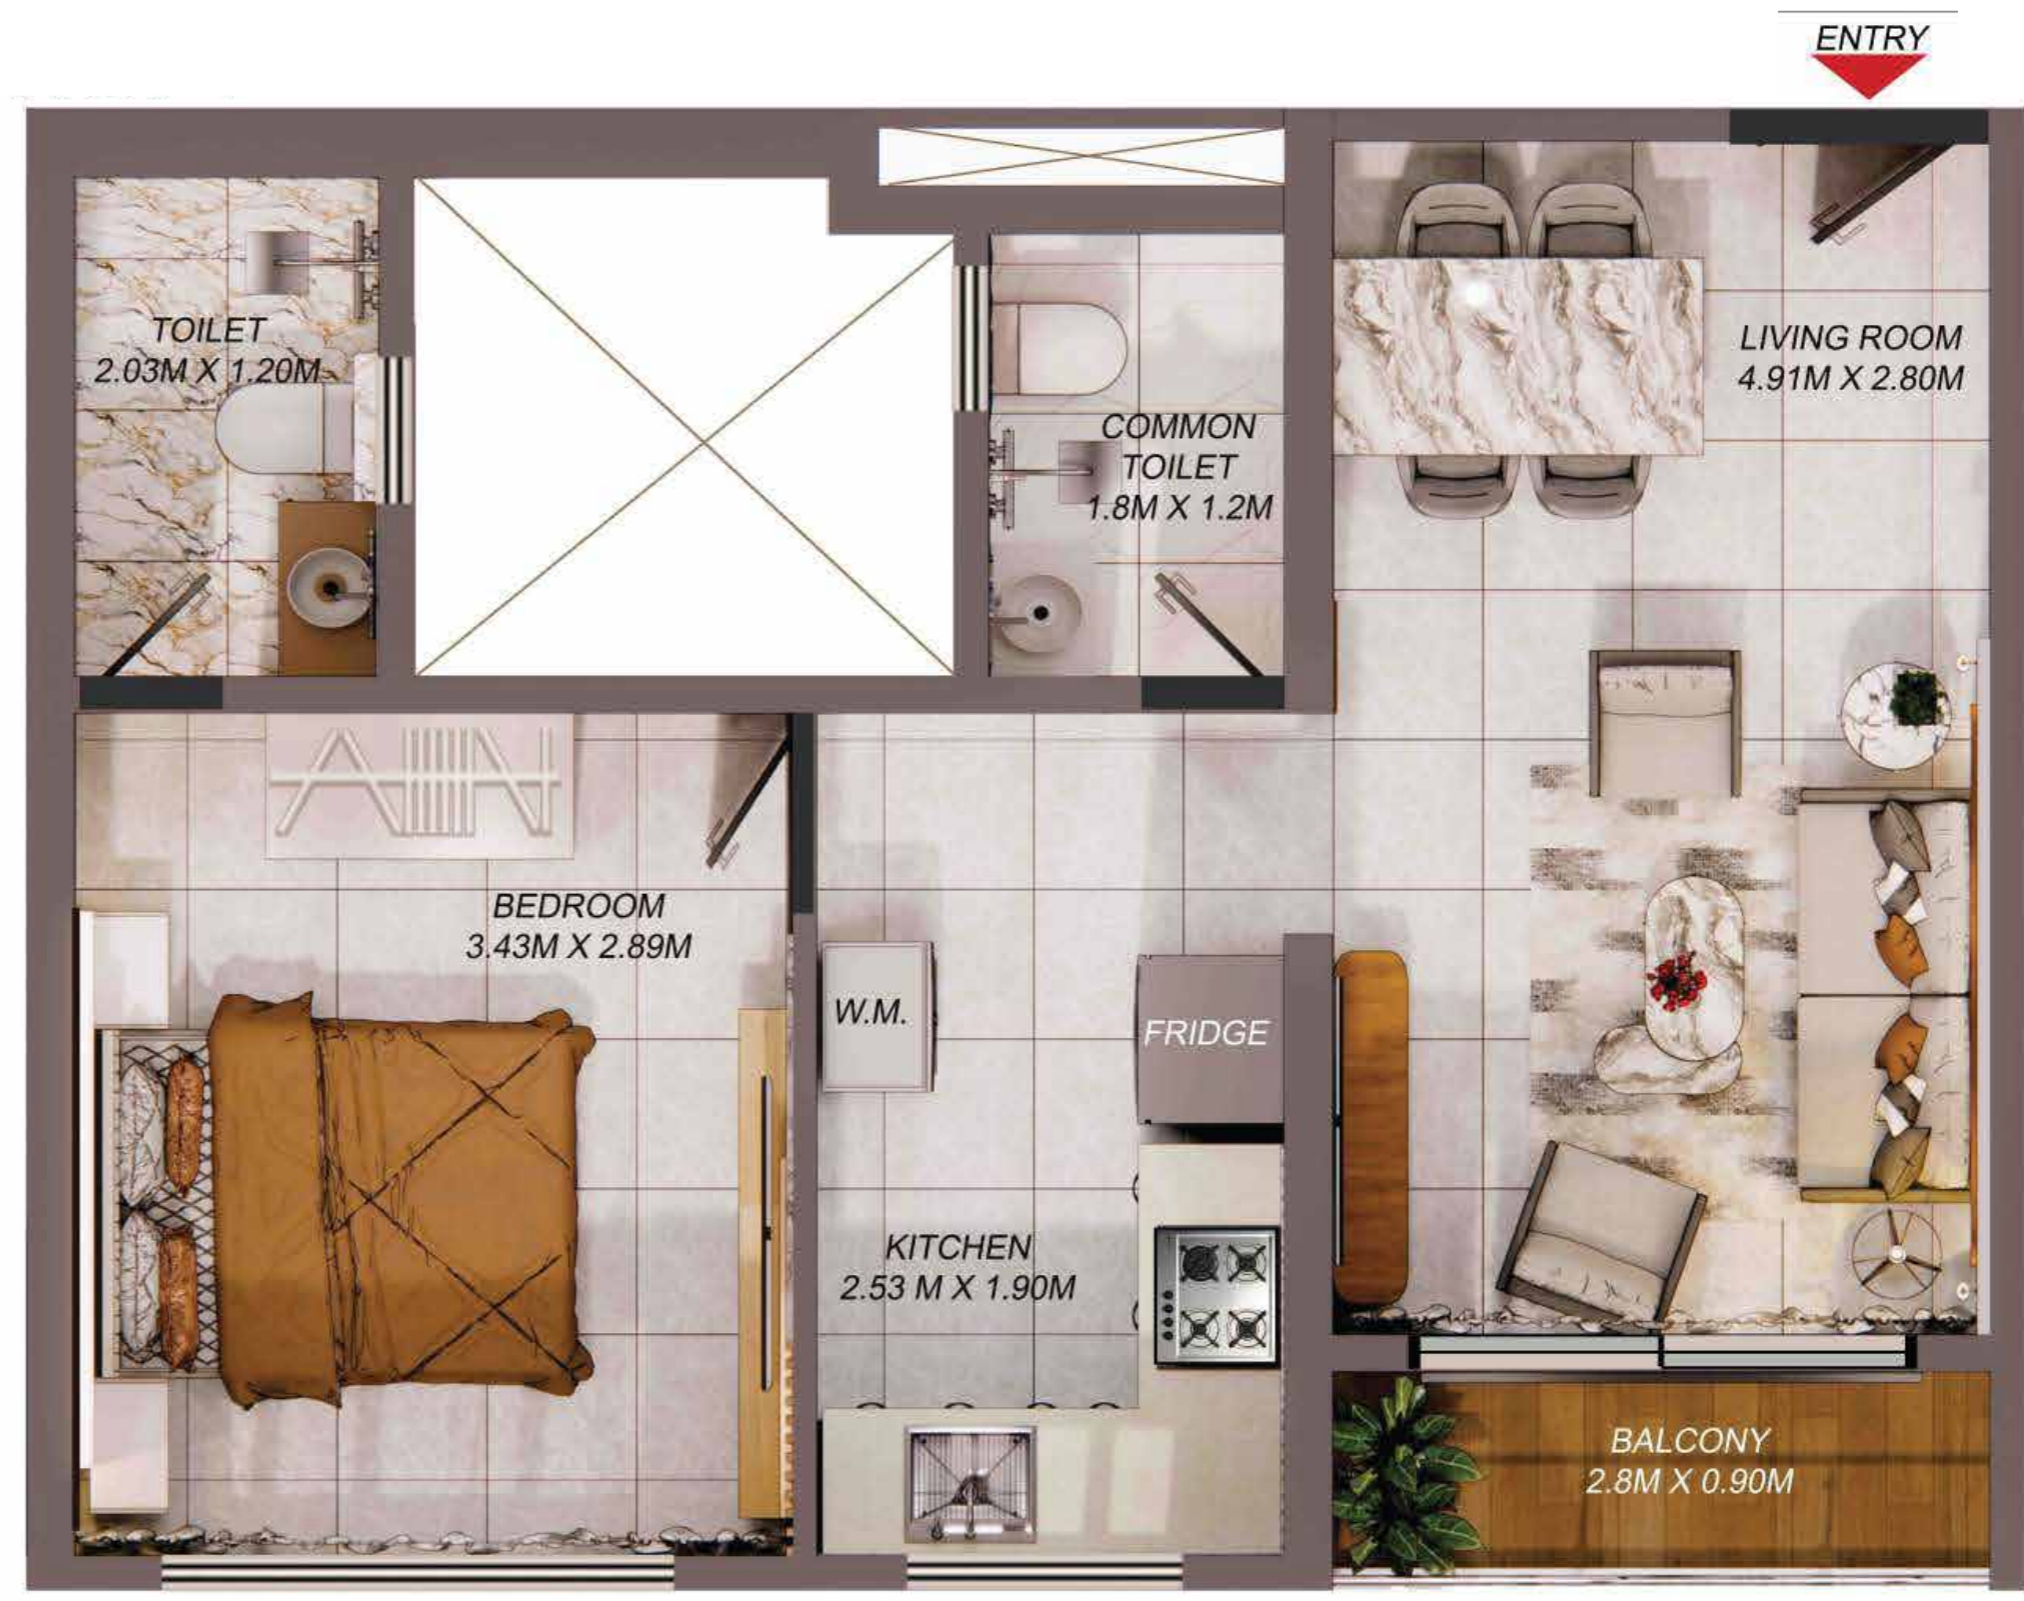 ENTRY
TOILET
2.03M X 1.20M
LIVING ROOM
4.91M X 2.80M
COMMON
TOILET
1.8M X 1.2M
BEDROOM
3.43M X 2.89M
W.M.
FRIDGE
KITCHEN
2.53 M X 1.90M
BALCONY
2.8M X 0.90M